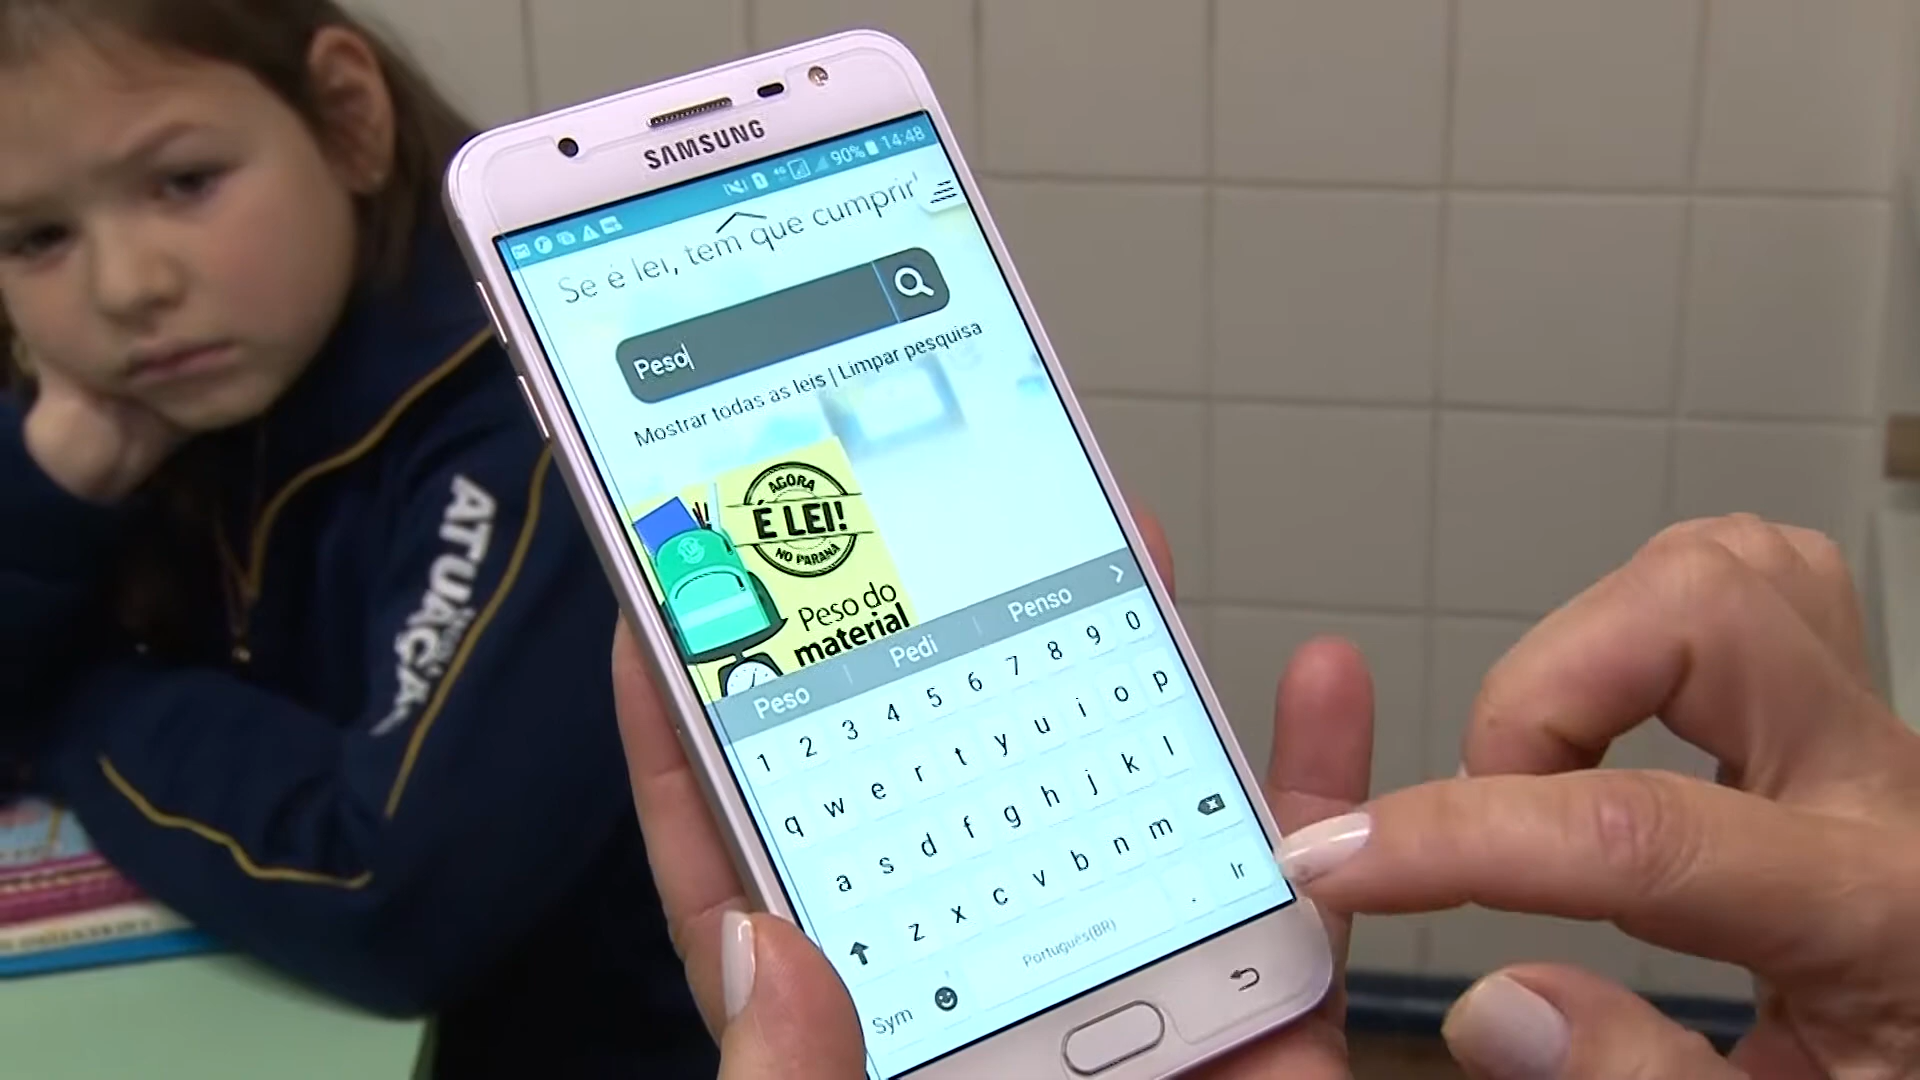 SAMSUNG
90% 14:48
Se é lei, tem que cumprir'
Peso
Mostrar todas as leis | Limpar pesquisa
AGORA
É LEI!
NO PARANÁ
Peso do
material
Peso Pedi Penso
1 2 3 4 5 6 7 8 9 0
q w e r t y u i o p
a s d f g h j k l
z x c v b n m
Sym Português(BR) . Ir
ATUAÇÃ